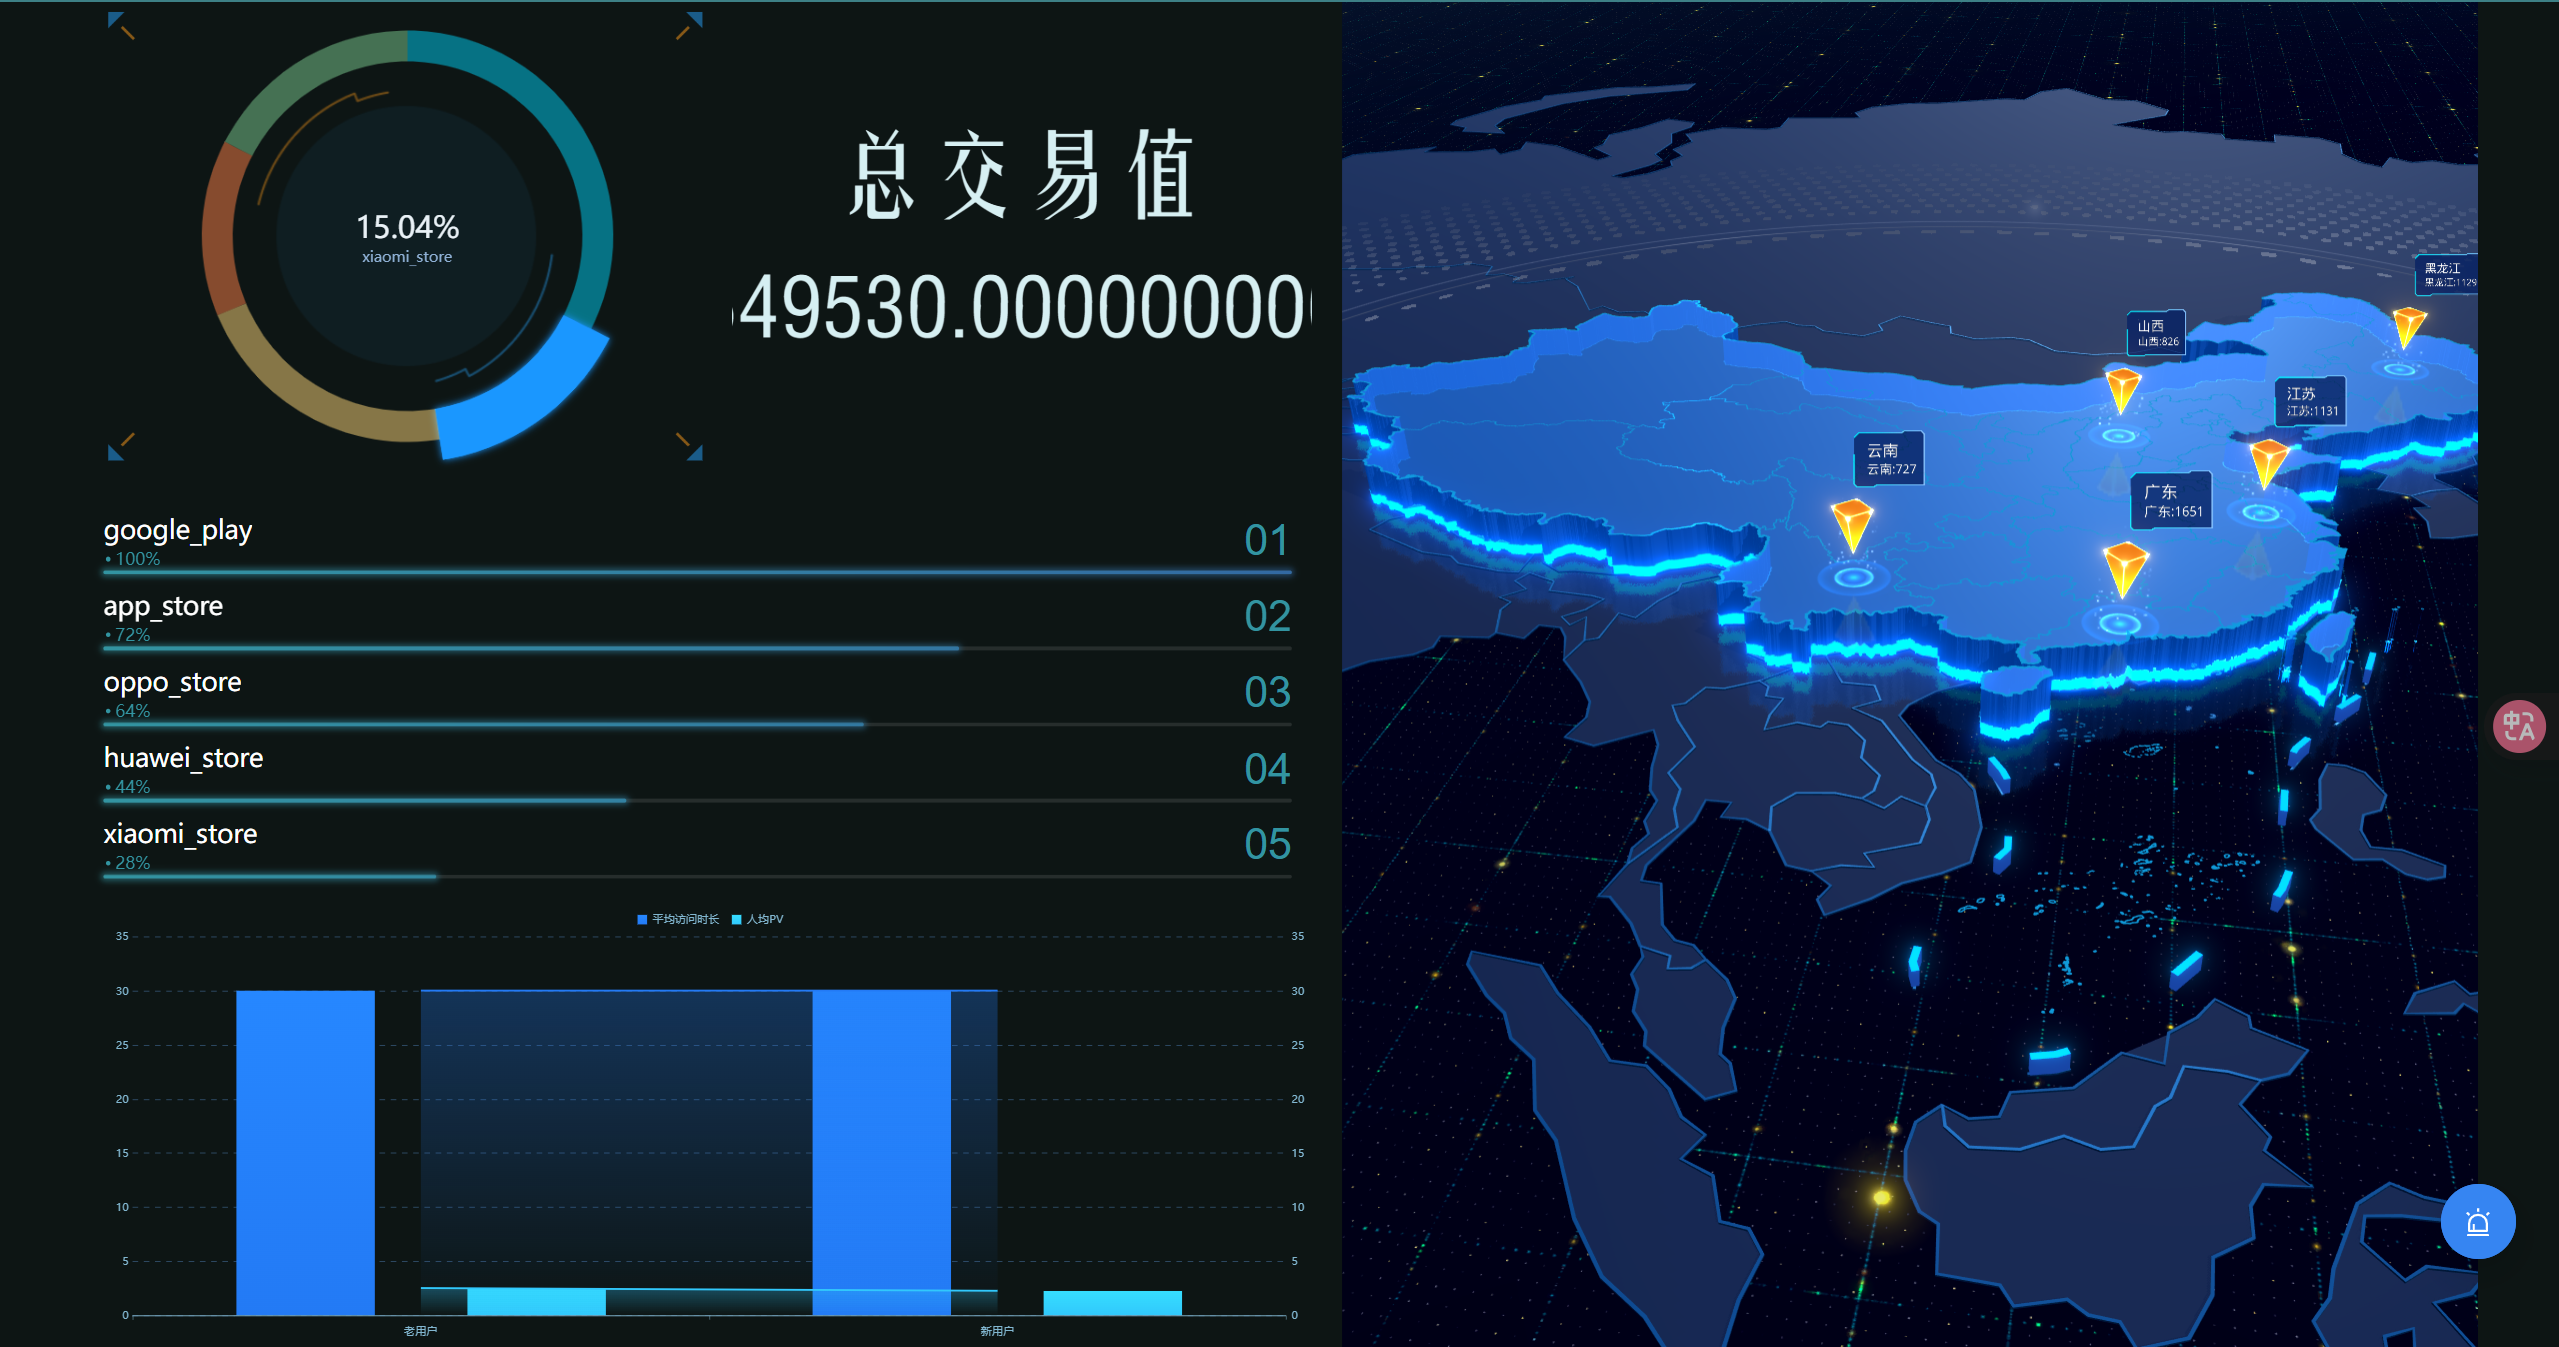 15.04%
xiaomi_store
总交易值
49530.00000000
google_play
01
• 100%
app_store
02
• 72%
oppo_store
03
• 64%
huawei_store
04
• 44%
xiaomi_store
05
• 28%
平均访问时长 人均PV
35 35
30 30
25 25
20 20
15 15
10 10
5 5
0 0
老用户 新用户
黑龙江
黑龙江:1129
山西
山西:826
江苏
江苏:1131
云南
云南:727
广东
广东:1651
中A